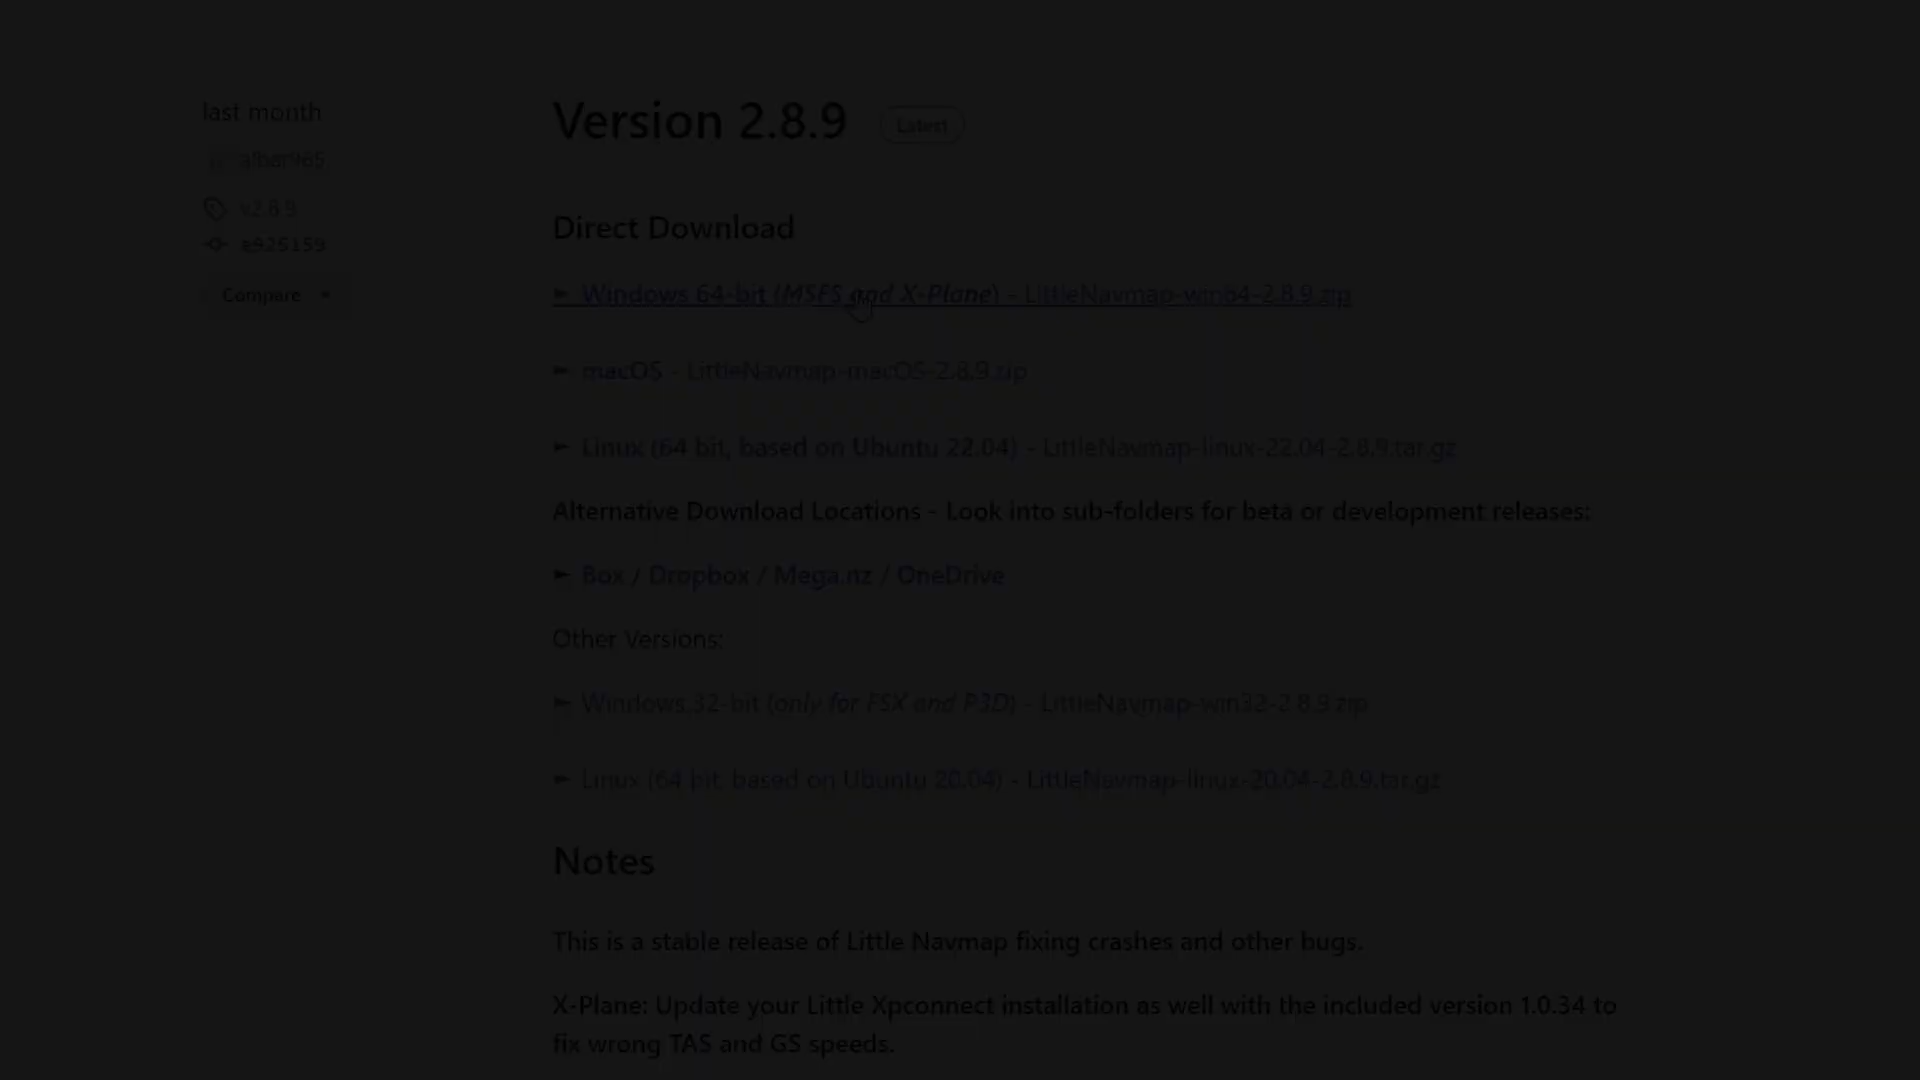 last month
Version 2.8.9
Latest
albar965
v2.8.9
Direct Download
Compare
► Windows 64-bit (MSFS and X-Plane) - LittleNavmap-win64-2.8.9.zip
► macOS - LittleNavmap-macOS-2.8.9.zip
► Linux (64 bit, based on Ubuntu 22.04) - LittleNavmap-linux-22.04-2.8.9.tar.gz
Alternative Download Locations - Look into sub-folders for beta or development releases:
► Box / Dropbox / Mega.nz / OneDrive
Other Versions:
► Windows 32-bit (only for FSX and P3D) - LittleNavmap-win32-2.8.9.zip
► Linux (64 bit, based on Ubuntu 20.04) - LittleNavmap-linux-20.04-2.8.9.tar.gz
Notes
This is a stable release of Little Navmap fixing crashes and other bugs.
X-Plane: Update your Little Xpconnect installation as well with the included version 1.0.34 to
fix wrong TAS and GS speeds.